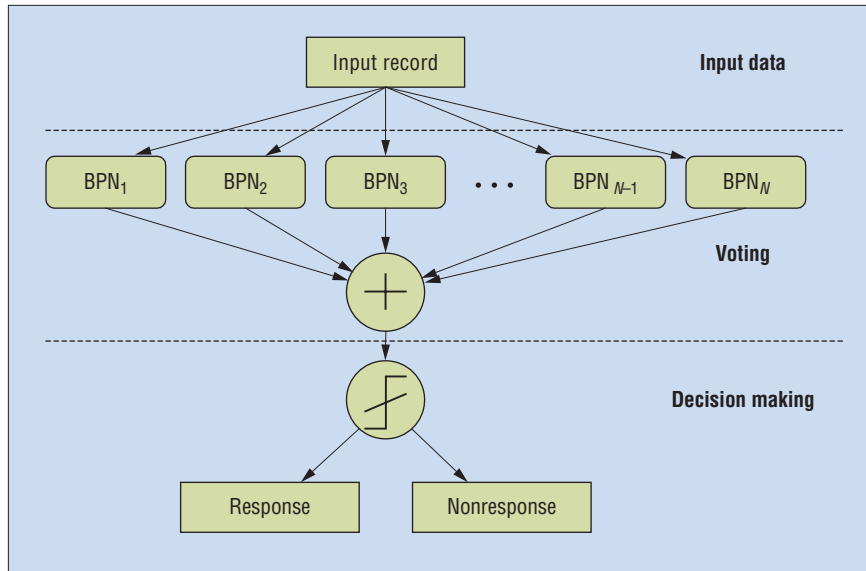 Input record
Input data
BPN1
BPN2
BPN3
...
BPN N–1
BPNN
Voting
+
Decision making
Response
Nonresponse